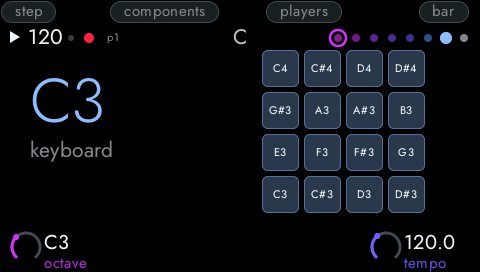 step components players bar
120 p1 C
C3
keyboard
C4 C#4 D4 D#4
G#3 A3 A#3 B3
E3 F3 F#3 G3
C3 C#3 D3 D#3
C3 120.0
octave tempo